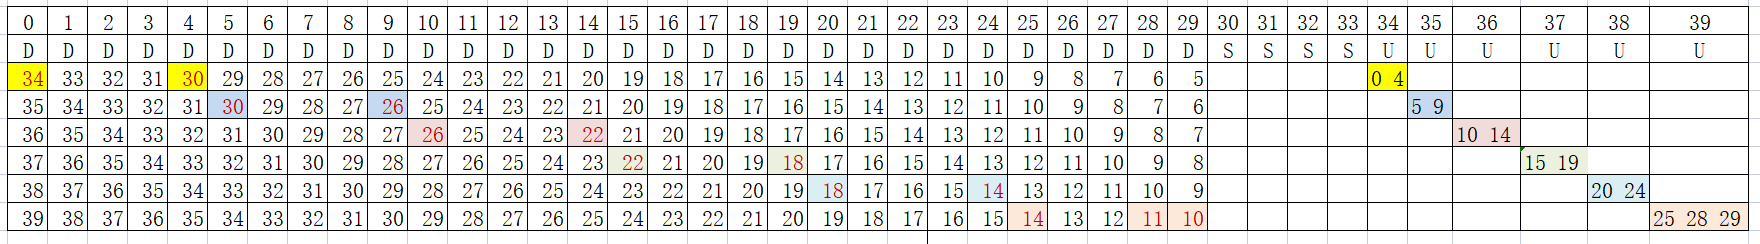 0 1 2 3 4 5 6 7 8 9 10 11 12 13 14 15 16 17 18 19 20 21 22 23 24 25 26 27 28 29 30 31 32 33 34 35 36 37 38 39
D D D D D D D D D D D D D D D D D D D D D D D D D D D D D D S S S S U U U U U U
34 33 32 31 30 29 28 27 26 25 24 23 22 21 20 19 18 17 16 15 14 13 12 11 10 9 8 7 6 5 0 4
35 34 33 32 31 30 29 28 27 26 25 24 23 22 21 20 19 18 17 16 15 14 13 12 11 10 9 8 7 6 5 9
36 35 34 33 32 31 30 29 28 27 26 25 24 23 22 21 20 19 18 17 16 15 14 13 12 11 10 9 8 7 10 14
37 36 35 34 33 32 31 30 29 28 27 26 25 24 23 22 21 20 19 18 17 16 15 14 13 12 11 10 9 8 15 19
38 37 36 35 34 33 32 31 30 29 28 27 26 25 24 23 22 21 20 19 18 17 16 15 14 13 12 11 10 9 20 24
39 38 37 36 35 34 33 32 31 30 29 28 27 26 25 24 23 22 21 20 19 18 17 16 15 14 13 12 11 10 25 28 29